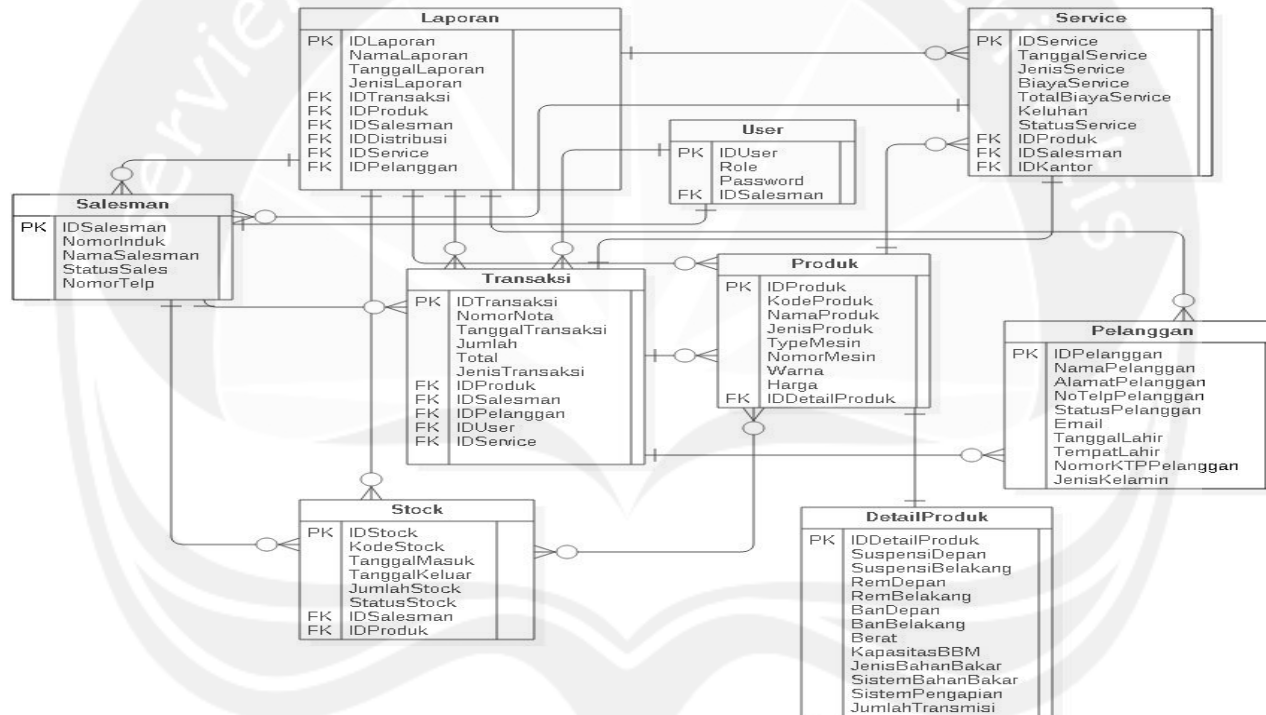 Laporan
PK IDLaporan
NamaLaporan
TanggalLaporan
JenisLaporan
FK IDTransaksi
FK IDProduk
FK IDSalesman
FK IDDistribusi
FK IDService
FK IDPelanggan
Service
PK IDService
TanggalService
JenisService
BiayaService
TotalBiayaService
Keluhan
StatusService
FK IDProduk
FK IDSalesman
FK IDKantor
User
PK IDUser
Role
Password
FK IDSalesman
Salesman
PK IDSalesman
NomorInduk
NamaSalesman
StatusSales
NomorTelp
Transaksi
PK IDTransaksi
NomorNota
TanggalTransaksi
Jumlah
Total
JenisTransaksi
FK IDProduk
FK IDSalesman
FK IDPelanggan
FK IDUser
FK IDService
Produk
PK IDProduk
KodeProduk
NamaProduk
JenisProduk
TypeMesin
NomorMesin
Warna
Harga
FK IDDetailProduk
Pelanggan
PK IDPelanggan
NamaPelanggan
AlamatPelanggan
NoTelpPelanggan
StatusPelanggan
Email
TanggalLahir
TempatLahir
NomorKTPPelanggan
JenisKelamin
Stock
PK IDStock
KodeStock
TanggalMasuk
TanggalKeluar
JumlahStock
StatusStock
FK IDSalesman
FK IDProduk
DetailProduk
PK IDDetailProduk
SuspensiDepan
SuspensiBelakang
RemDepan
RemBelakang
BanDepan
BanBelakang
Berat
KapasitasBBM
JenisBahanBakar
SistemBahanBakar
SistemPengapian
JumlahTransmisi